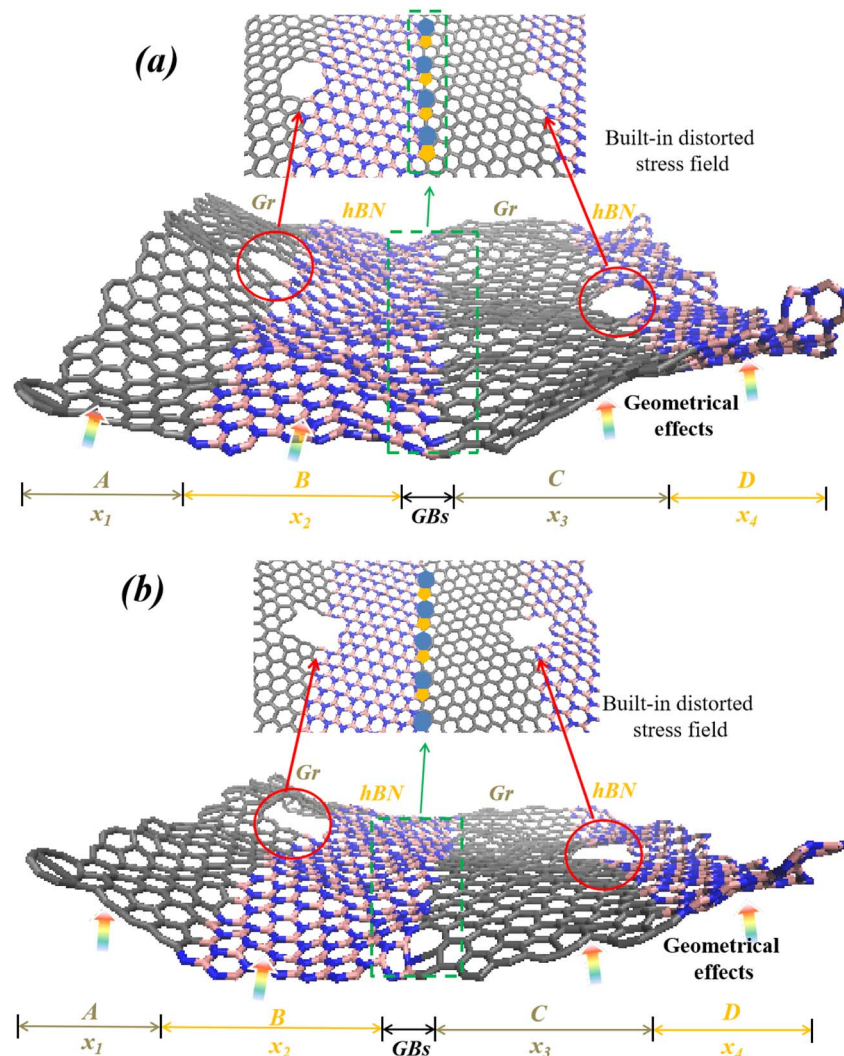 (a)
Built-in distorted
stress field
Gr
hBN
Gr
hBN
Geometrical
effects
A
B
C
D
x1
x2
GBs
x3
x4
(b)
Built-in distorted
stress field
Gr
hBN
Gr
hBN
Geometrical
effects
A
B
C
D
x1
x2
GBs
x3
x4